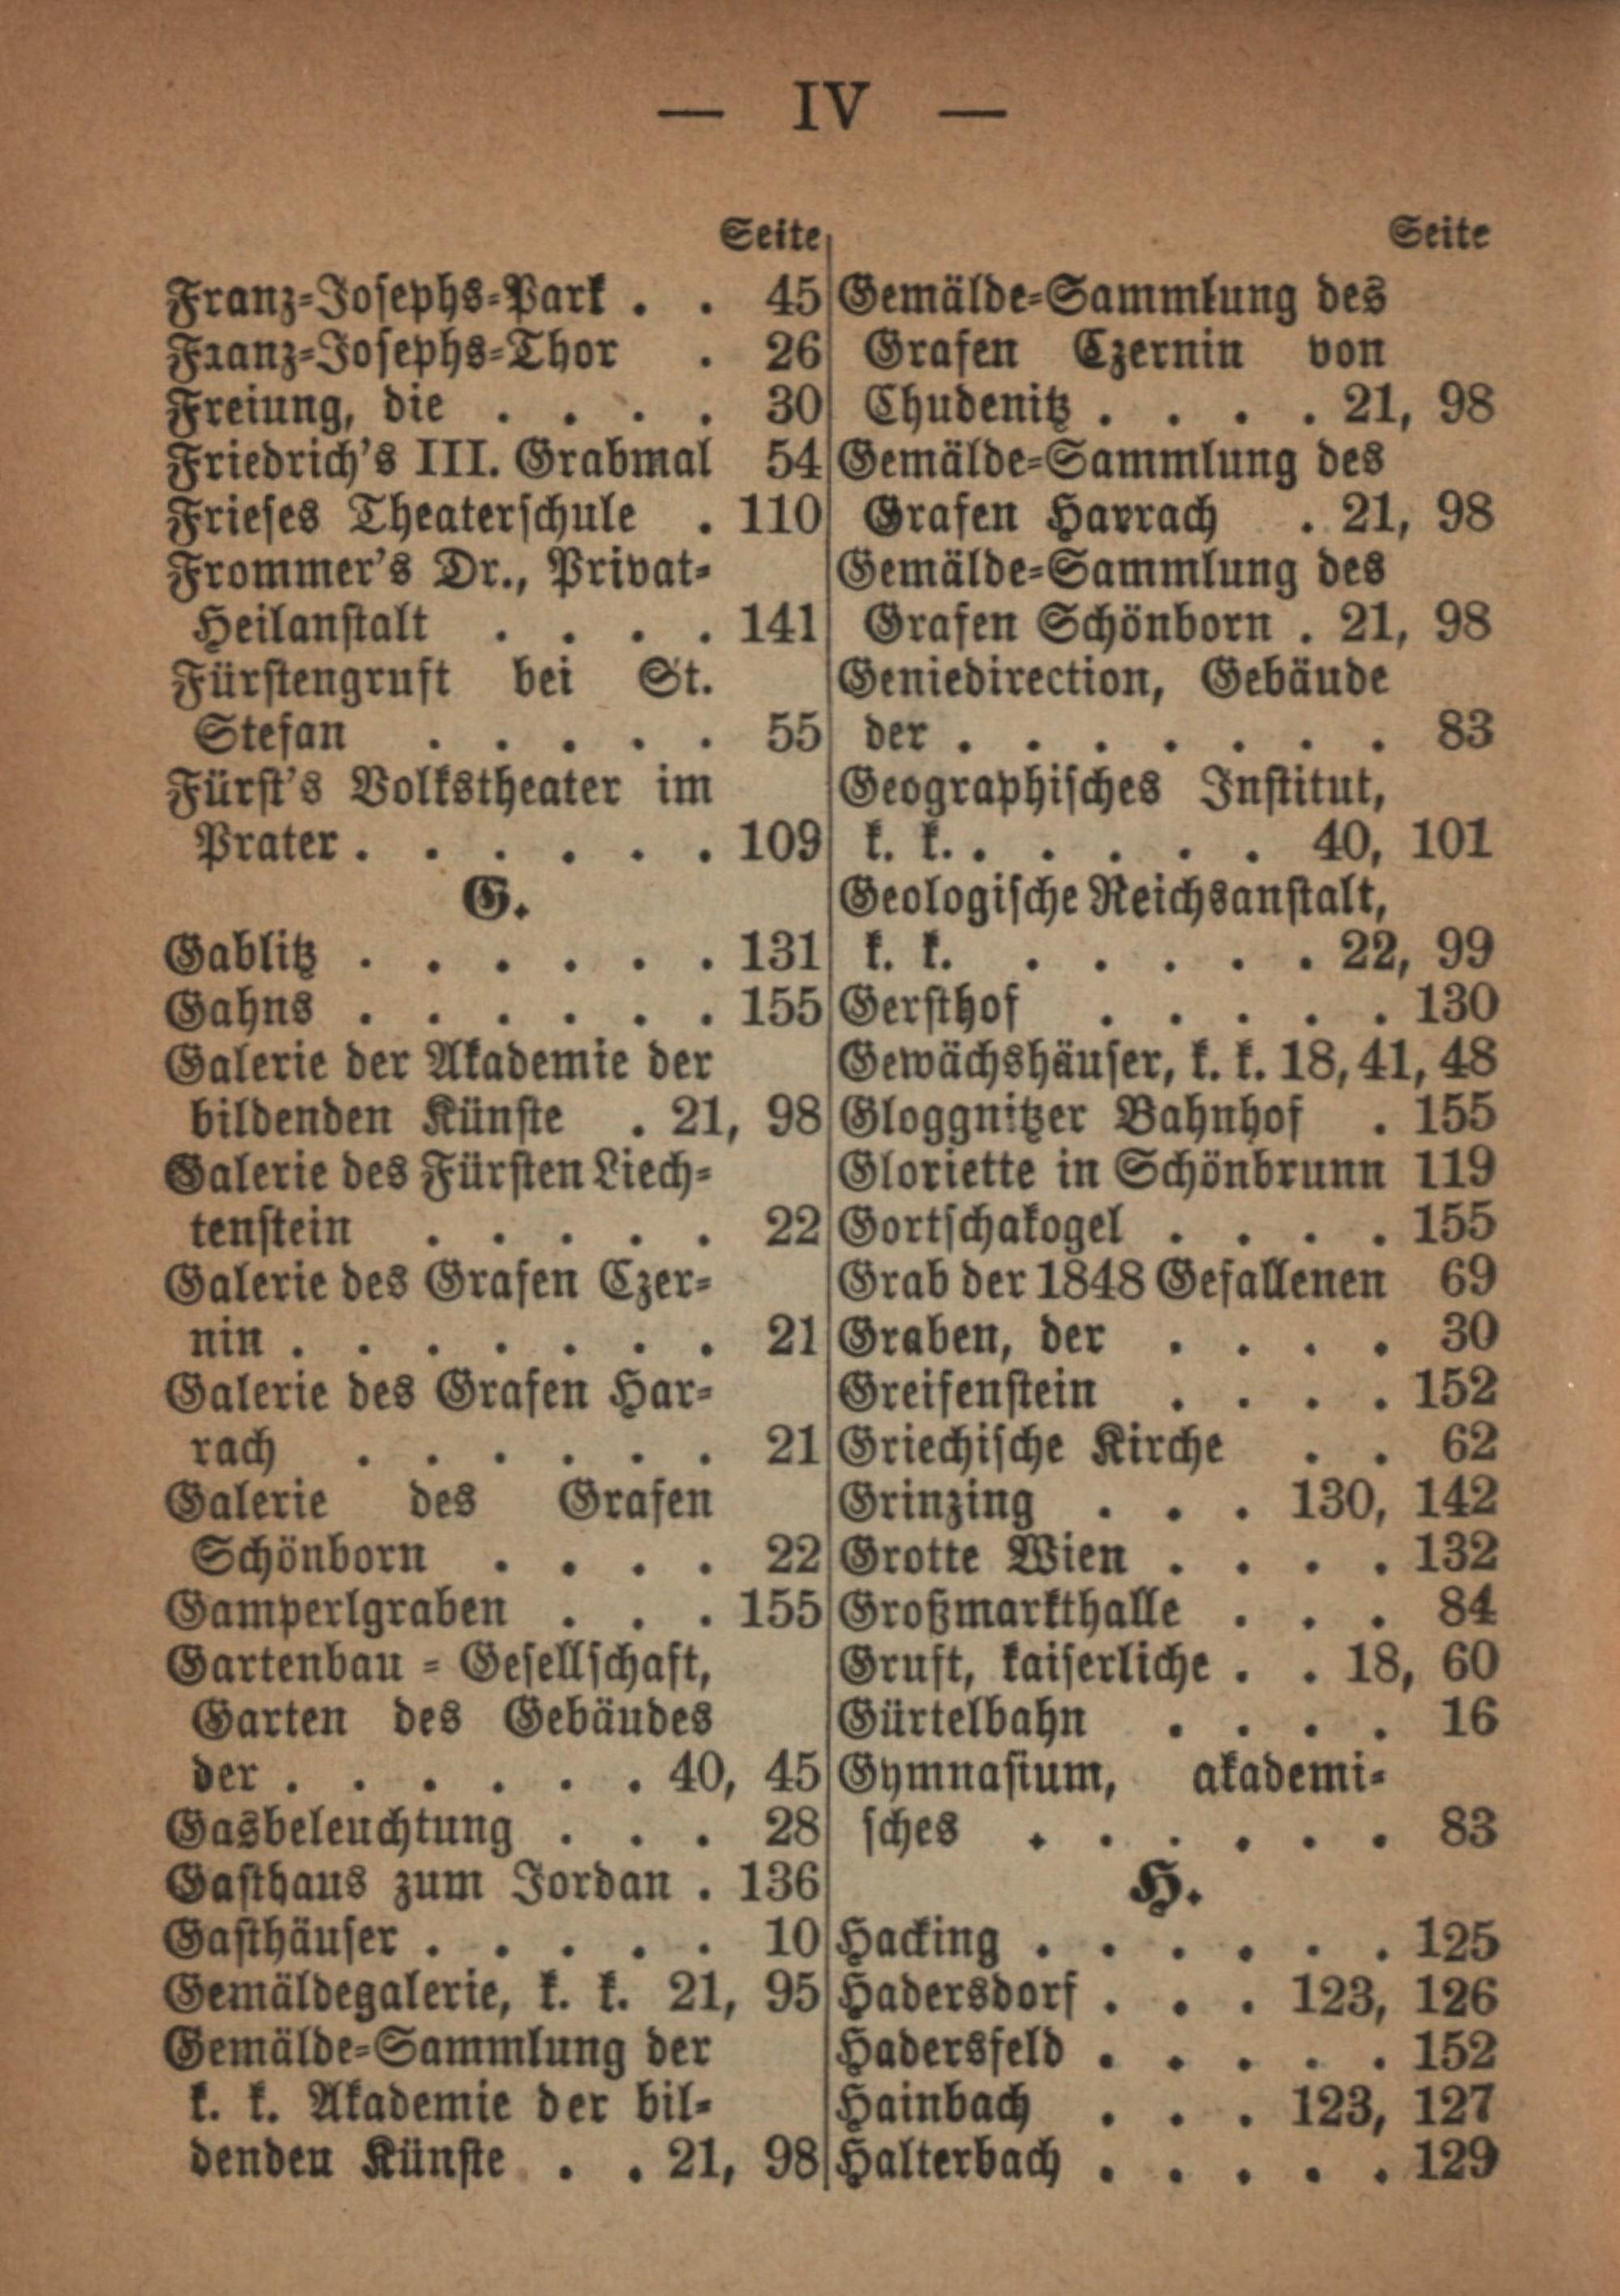 — IV —
Seite
Franz-Josephs-Park . . 45
Franz-Josephs-Thor . 26
Freiung, die . . . . 30
Friedrich's III. Grabmal 54
Frieses Theaterschule . 110
Frommer's Dr., Privat-
Heilanstalt . . . . 141
Fürstengruft bei St.
Stefan . . . . . 55
Fürst's Volkstheater im
Prater . . . . . . 109
G.
Gablitz . . . . . . 131
Gahns . . . . . . 155
Galerie der Akademie der
bildenden Künste . 21, 98
Galerie des Fürsten Liech-
tenstein . . . . . 22
Galerie des Grafen Czer-
nin . . . . . . . 21
Galerie des Grafen Har-
rach . . . . . . 21
Galerie des Grafen
Schönborn . . . . 22
Gamperlgraben . . . 155
Gartenbau-Gesellschaft,
Garten des Gebäudes
der . . . . . . 40, 45
Gasbeleuchtung . . . 28
Gasthaus zum Jordan . 136
Gasthäuser . . . . . 10
Gemäldegalerie, k. k. 21, 95
Gemälde-Sammlung der
k. k. Akademie der bil-
denden Künste . . 21, 98
Seite
Gemälde-Sammlung des
Grafen Czernin von
Chudenitz . . . . 21, 98
Gemälde-Sammlung des
Grafen Harrach . 21, 98
Gemälde-Sammlung des
Grafen Schönborn . 21, 98
Geniedirection, Gebäude
der . . . . . . . 83
Geographisches Institut,
k. k. . . . . . 40, 101
Geologische Reichsanstalt,
k. k. . . . . . 22, 99
Gersthof . . . . . 130
Gewächshäuser, k. k. 18, 41, 48
Gloggnitzer Bahnhof . 155
Gloriette in Schönbrunn 119
Gortschakogel . . . . 155
Grab der 1848 Gefallenen 69
Graben, der . . . . 30
Greifenstein . . . . 152
Griechische Kirche . . 62
Grinzing . . . 130, 142
Grotte Wien . . . . 132
Großmarkthalle . . . 84
Gruft, kaiserliche . . 18, 60
Gürtelbahn . . . . 16
Gymnasium, akademi-
sches . . . . . . 83
H.
Hacking . . . . . . 125
Hadersdorf . . . 123, 126
Hadersfeld . . . . . 152
Hainbach . . . 123, 127
Halterbach . . . . . 129